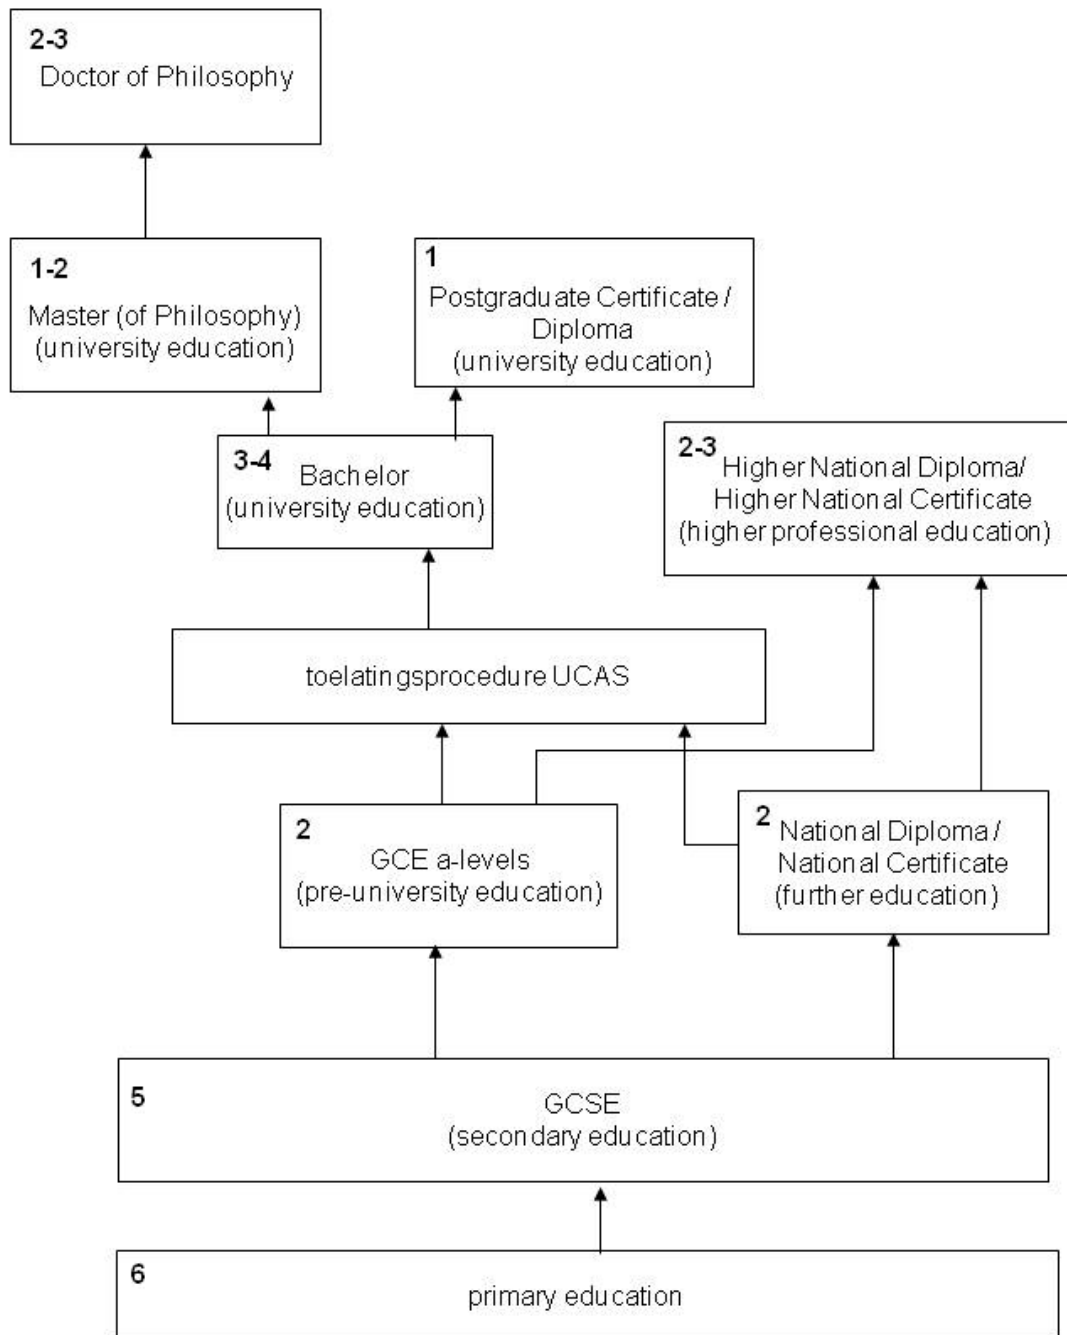 2-3
Doctor of Philosophy
1-2
Master (of Philosophy)
(university education)
1
Postgraduate Certificate /
Diploma
(university education)
3-4
Bachelor
(university education)
2-3
Higher National Diploma/
Higher National Certificate
(higher professional education)
toelatingsprocedure UCAS
2
GCE a-levels
(pre-university education)
2
National Diploma /
National Certificate
(further education)
5
GCSE
(secondary education)
6
primary education